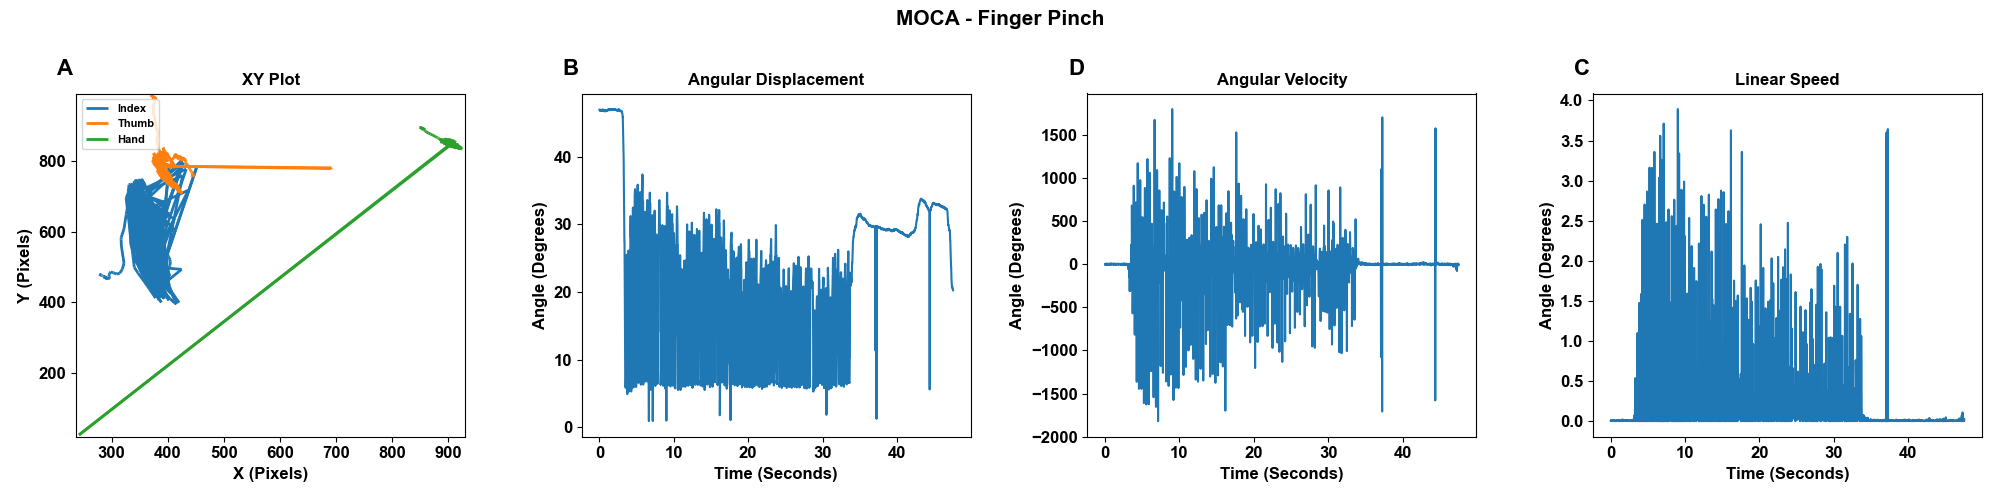 MOCA - Finger Pinch
A
XY Plot
Index
Thumb
Hand
800
600
400
200
300 400 500 600 700 800 900
X (Pixels)
Y (Pixels)
B
Angular Displacement
40
30
20
10
0
0 10 20 30 40
Time (Seconds)
Angle (Degrees)
D
Angular Velocity
1500
1000
500
0
−500
−1000
−1500
−2000
0 10 20 30 40
Time (Seconds)
Angle (Degrees)
C
Linear Speed
4.0
3.5
3.0
2.5
2.0
1.5
1.0
0.5
0.0
0 10 20 30 40
Time (Seconds)
Angle (Degrees)